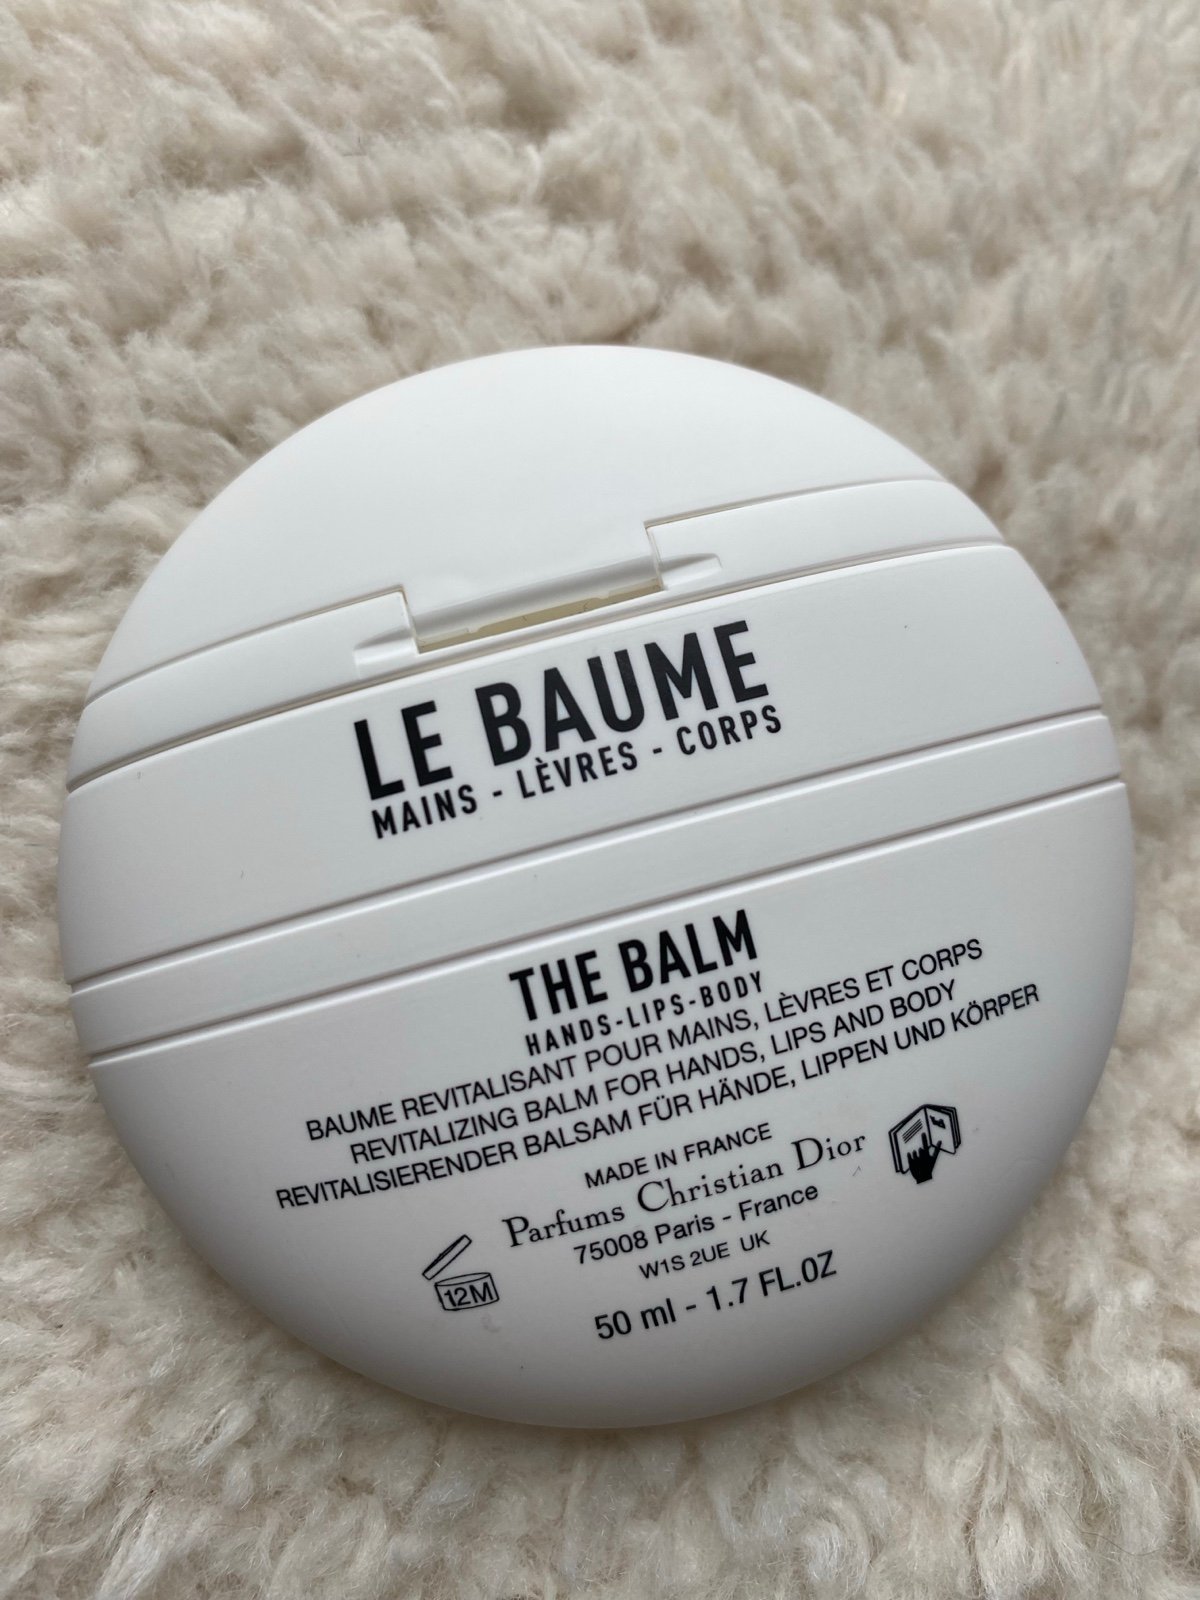 LE BAUME
MAINS - LÈVRES - CORPS
THE BALM
HANDS-LIPS-BODY
BAUME REVITALISANT POUR MAINS, LÈVRES ET CORPS
REVITALIZING BALM FOR HANDS, LIPS AND BODY
REVITALISIERENDER BALSAM FÜR HÄNDE, LIPPEN UND KÖRPER
MADE IN FRANCE
Parfums Christian Dior
75008 Paris - France
W1S 2UE UK
12M
50 ml - 1.7 FL.OZ